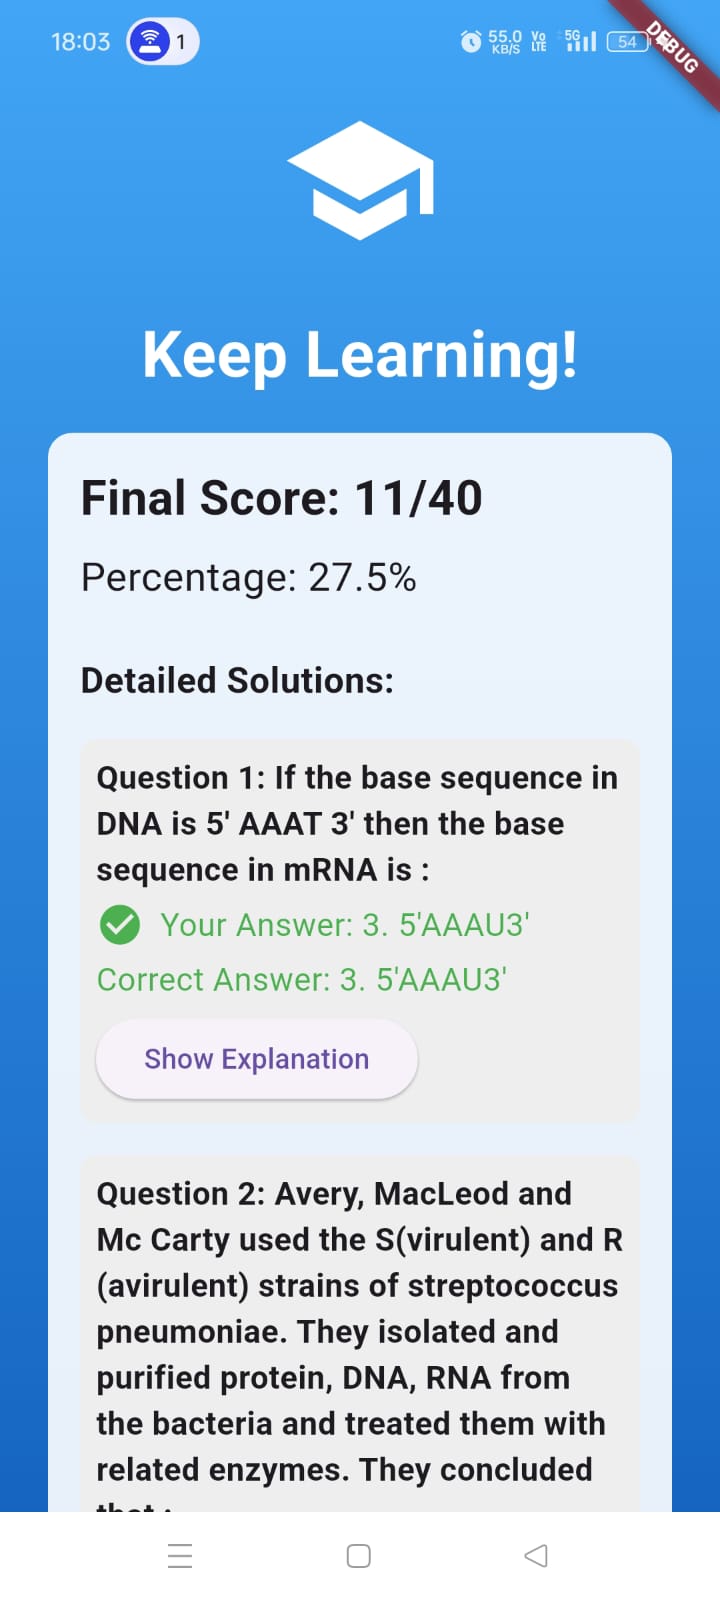 18:03
1
55.0
KB/S
Vo
LTE
5G
54
DEBUG
Keep Learning!
Final Score: 11/40
Percentage: 27.5%
Detailed Solutions:
Question 1: If the base sequence in
DNA is 5' AAAT 3' then the base
sequence in mRNA is :
Your Answer: 3. 5'AAAU3'
Correct Answer: 3. 5'AAAU3'
Show Explanation
Question 2: Avery, MacLeod and
Mc Carty used the S(virulent) and R
(avirulent) strains of streptococcus
pneumoniae. They isolated and
purified protein, DNA, RNA from
the bacteria and treated them with
related enzymes. They concluded
that :